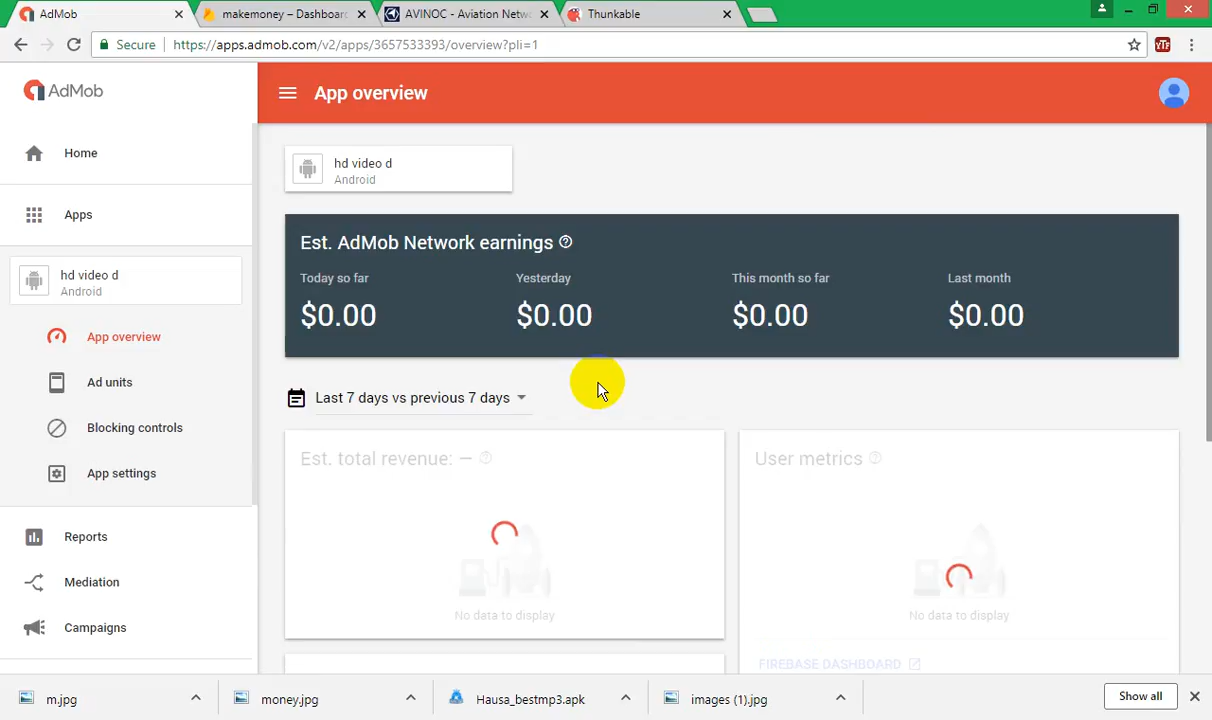 AdMob
makemoney – Dashboard
AVINOC - Aviation Netw
Thunkable
Secure
https://apps.admob.com/v2/apps/3657533393/overview?pli=1
YTF
AdMob
App overview
Home
Apps
hd video d
Android
App overview
Ad units
Blocking controls
App settings
Reports
Mediation
Campaigns
hd video d
Android
Est. AdMob Network earnings
Today so far
$0.00
Yesterday
$0.00
This month so far
$0.00
Last month
$0.00
Last 7 days vs previous 7 days
Est. total revenue: —
No data to display
User metrics
No data to display
FIREBASE DASHBOARD
m.jpg
money.jpg
Hausa_bestmp3.apk
images (1).jpg
Show all